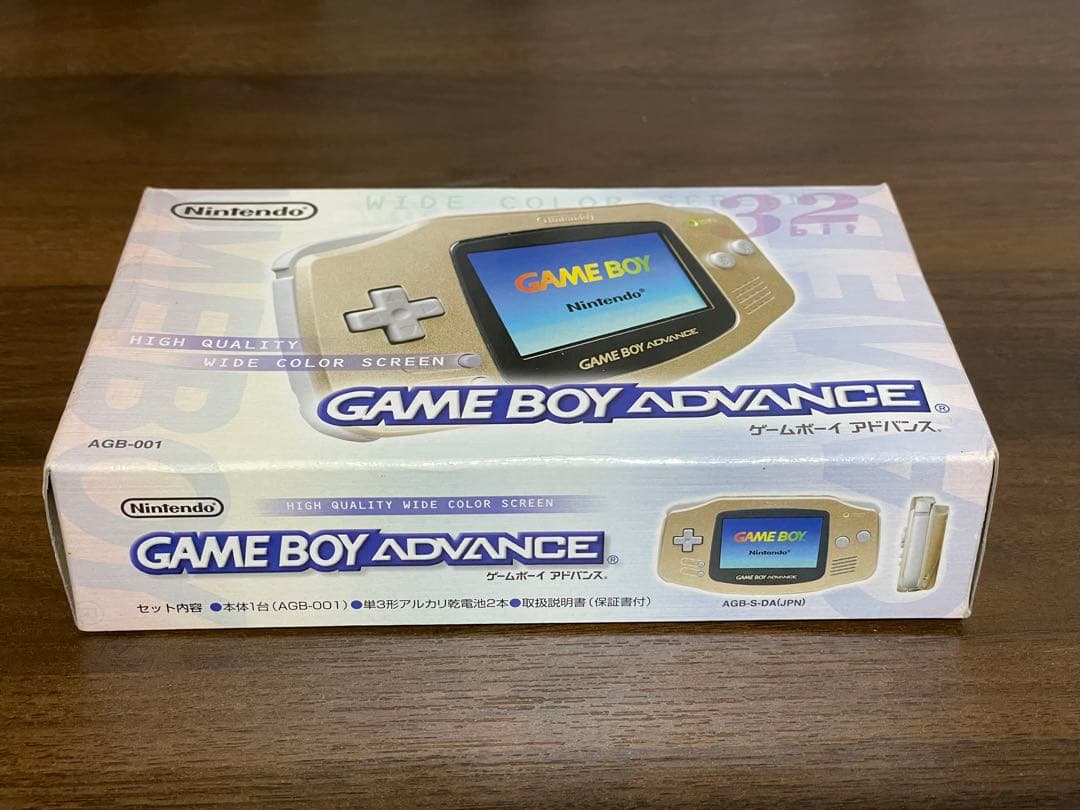 Nintendo®
WIDE COLOR SCREEN
32
bit
Nintendo
GAME BOY
Nintendo®
GAME BOY ADVANCE
HIGH QUALITY
WIDE COLOR SCREEN
GAME BOY ADVANCE®
ゲームボーイ アドバンス®
AGB-001
Nintendo®
HIGH QUALITY WIDE COLOR SCREEN
GAME BOY ADVANCE®
ゲームボーイ アドバンス®
GAME BOY
Nintendo®
GAME BOY ADVANCE
セット内容 ●本体1台(AGB-001)●単3形アルカリ乾電池2本●取扱説明書(保証書付)
AGB-S-DA(JPN)